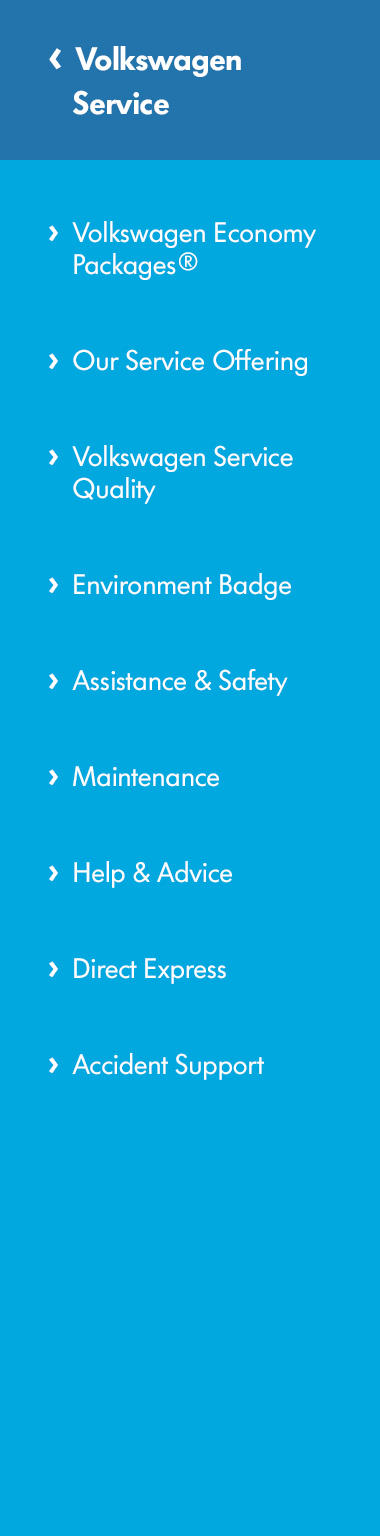 ‹ Volkswagen
Service
› Volkswagen Economy
Packages®
› Our Service Offering
› Volkswagen Service
Quality
› Environment Badge
› Assistance & Safety
› Maintenance
› Help & Advice
› Direct Express
› Accident Support